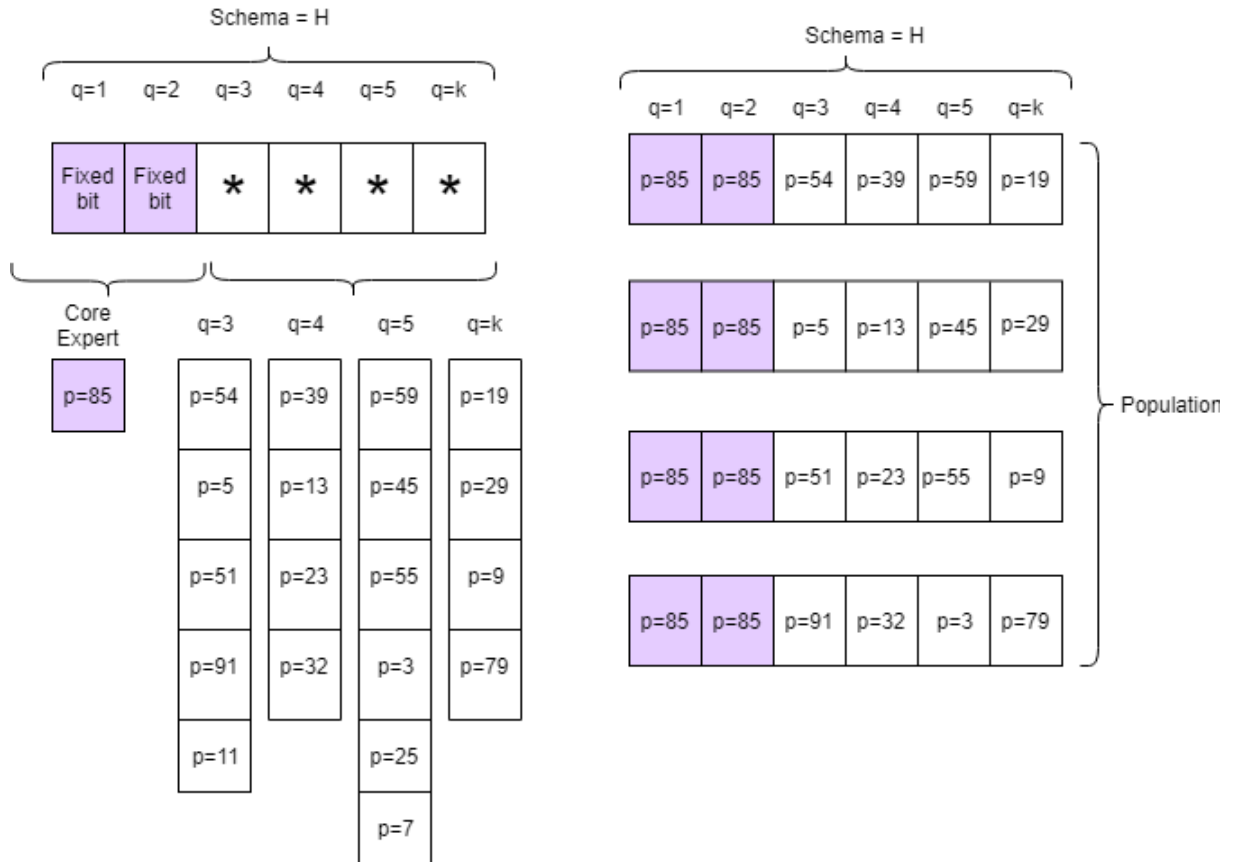 Schema = H
q=1 q=2 q=3 q=4 q=5 q=k
Fixed bit Fixed bit * * * *
Core
Expert
q=3 q=4 q=5 q=k
p=85 p=54 p=39 p=59 p=19
p=5 p=13 p=45 p=29
p=51 p=23 p=55 p=9
p=91 p=32 p=3 p=79
p=11 p=25
p=7
Schema = H
q=1 q=2 q=3 q=4 q=5 q=k
p=85 p=85 p=54 p=39 p=59 p=19
p=85 p=85 p=5 p=13 p=45 p=29
p=85 p=85 p=51 p=23 p=55 p=9
p=85 p=85 p=91 p=32 p=3 p=79
Population